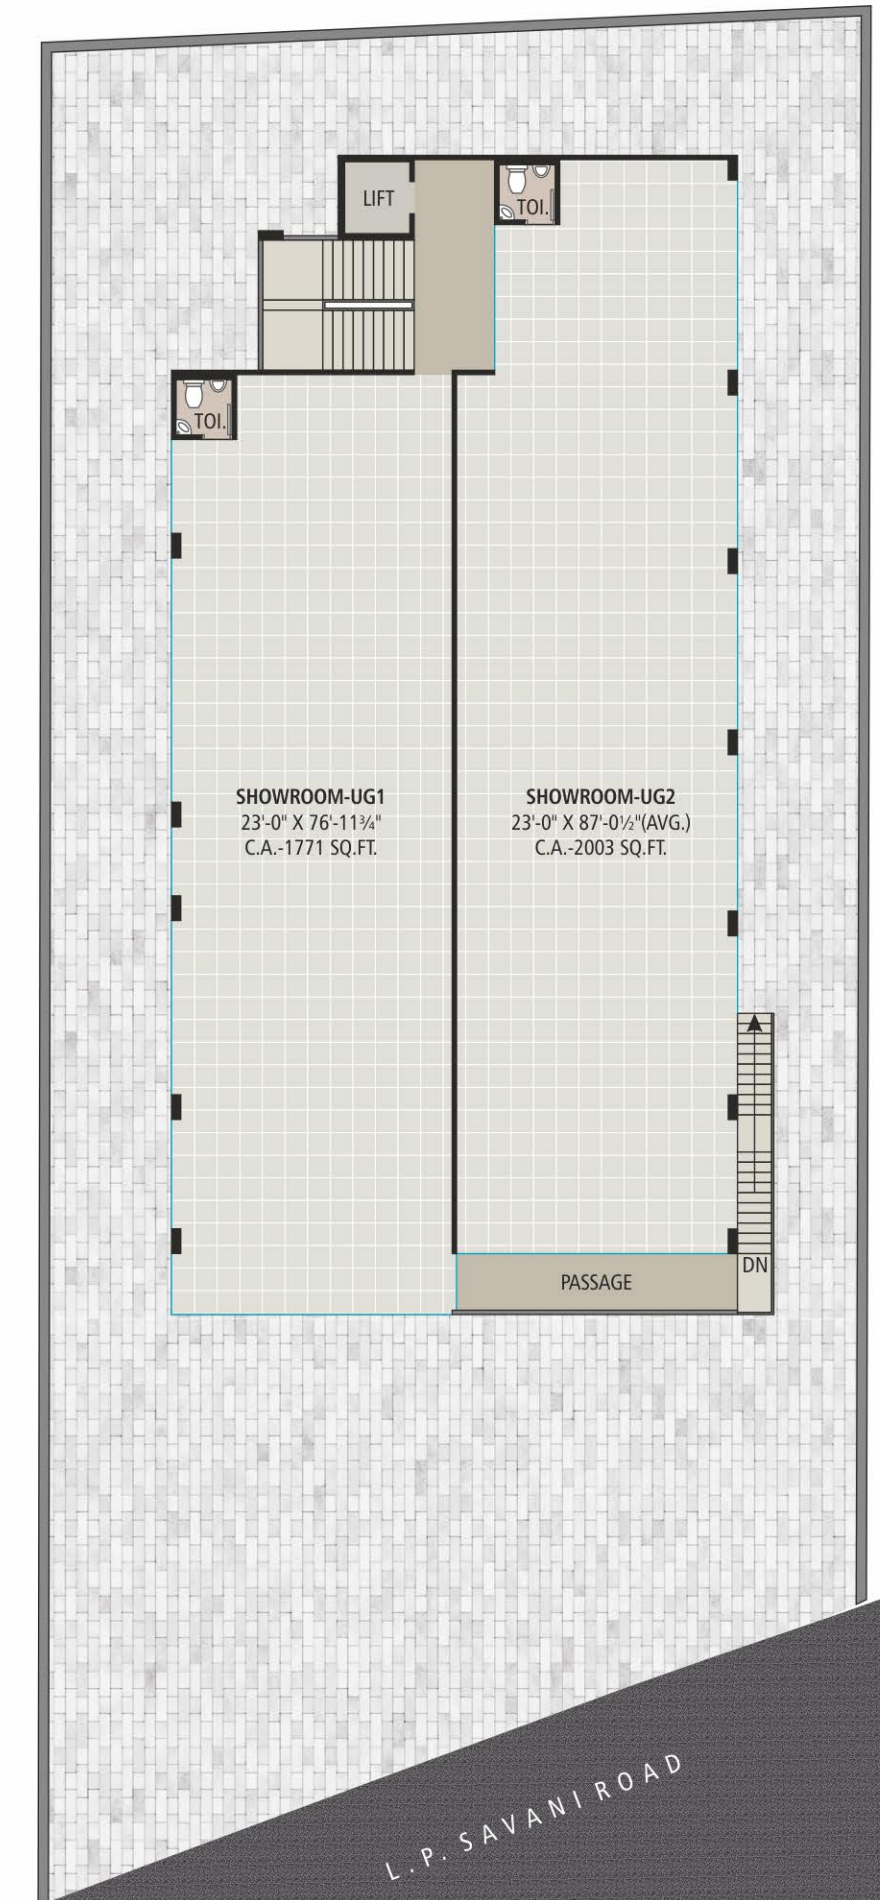 LIFT
TOI.
TOI.
SHOWROOM-UG1
23'-0" X 76'-11¾"
C.A.-1771 SQ.FT.
SHOWROOM-UG2
23'-0" X 87'-0½"(AVG.)
C.A.-2003 SQ.FT.
DN
PASSAGE
L.P. SAVANI ROAD